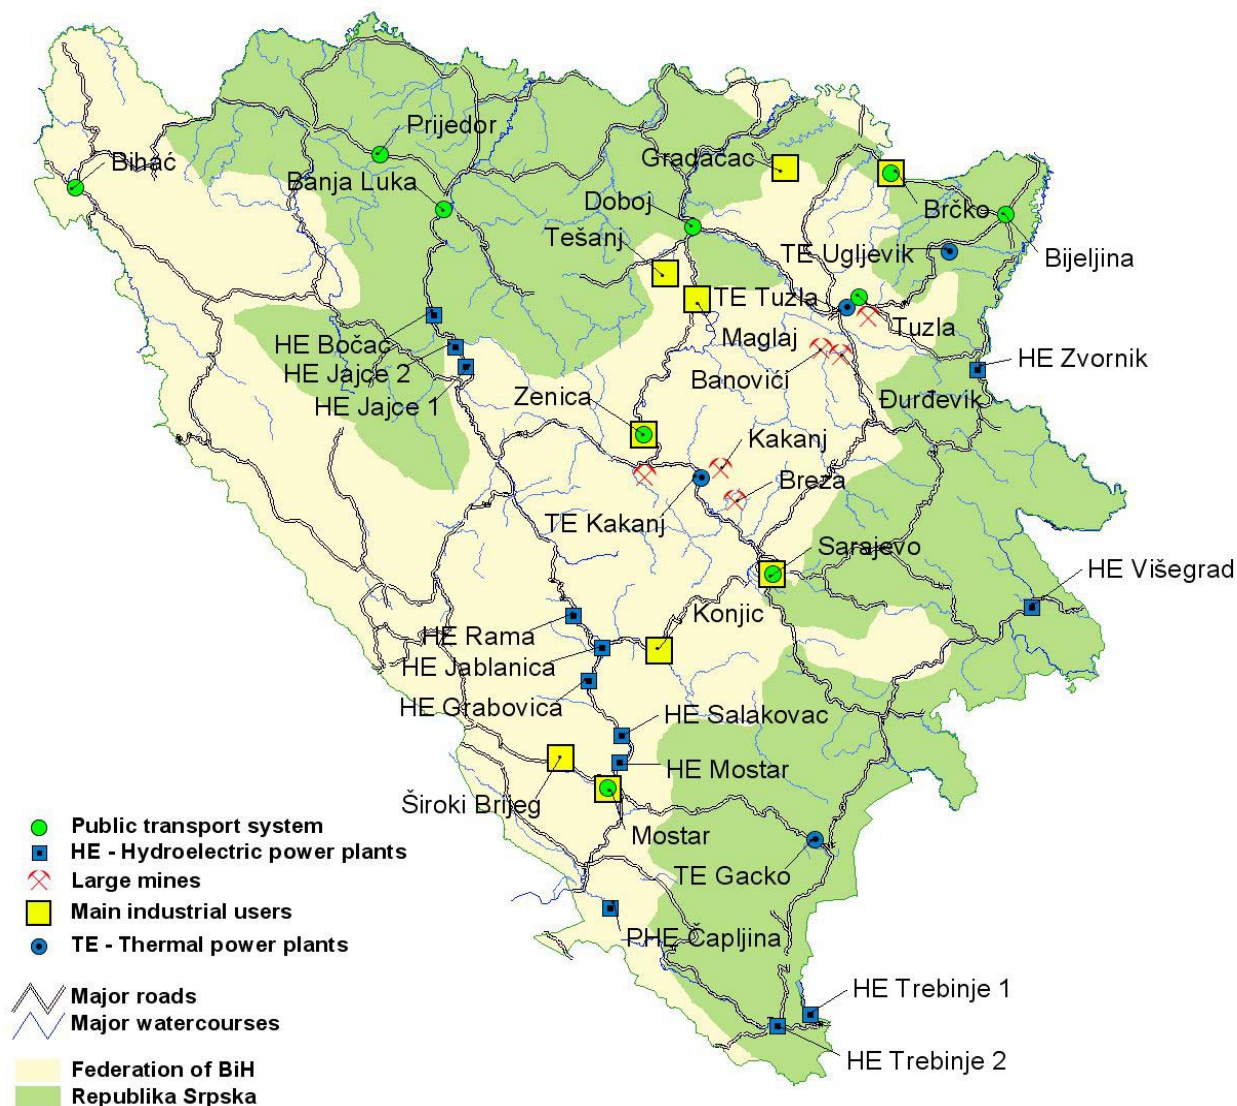 Prijedor
Bihać
Gradačac
Banja Luka
Doboj
Brčko
Tešanj
TE Ugljevik
Bijeljina
TE Tuzla
Tuzla
HE Bočac
Maglaj
HE Jajce 2
Banovići
HE Zvornik
HE Jajce 1
Zenica
Đurđevik
Kakanj
Breza
TE Kakanj
Sarajevo
HE Višegrad
Konjic
HE Rama
HE Jablanica
HE Grabovica
HE Salakovac
HE Mostar
Široki Brijeg
Mostar
TE Gacko
PHE Čapljina
HE Trebinje 1
HE Trebinje 2
Public transport system
HE - Hydroelectric power plants
Large mines
Main industrial users
TE - Thermal power plants
Major roads
Major watercourses
Federation of BiH
Republika Srpska